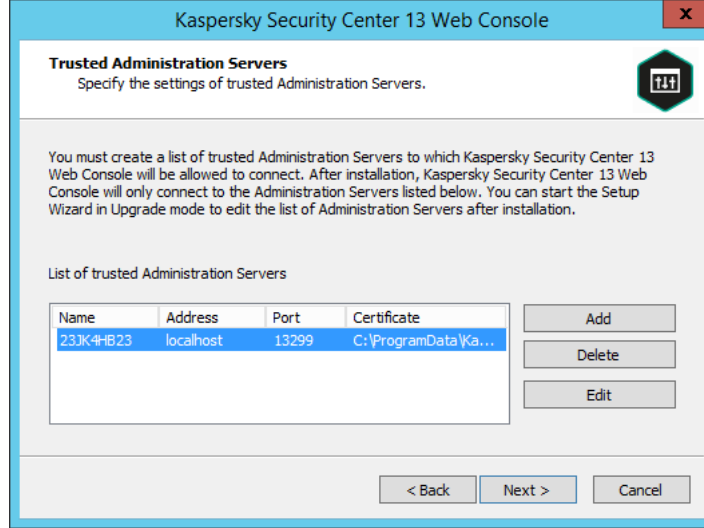 Kaspersky Security Center 13 Web Console
x
Trusted Administration Servers
Specify the settings of trusted Administration Servers.
You must create a list of trusted Administration Servers to which Kaspersky Security Center 13
Web Console will be allowed to connect. After installation, Kaspersky Security Center 13 Web
Console will only connect to the Administration Servers listed below. You can start the Setup
Wizard in Upgrade mode to edit the list of Administration Servers after installation.
List of trusted Administration Servers
Name Address Port Certificate
23JK4HB23 localhost 13299 C:\ProgramData\Ka...
Add
Delete
Edit
< Back Next > Cancel